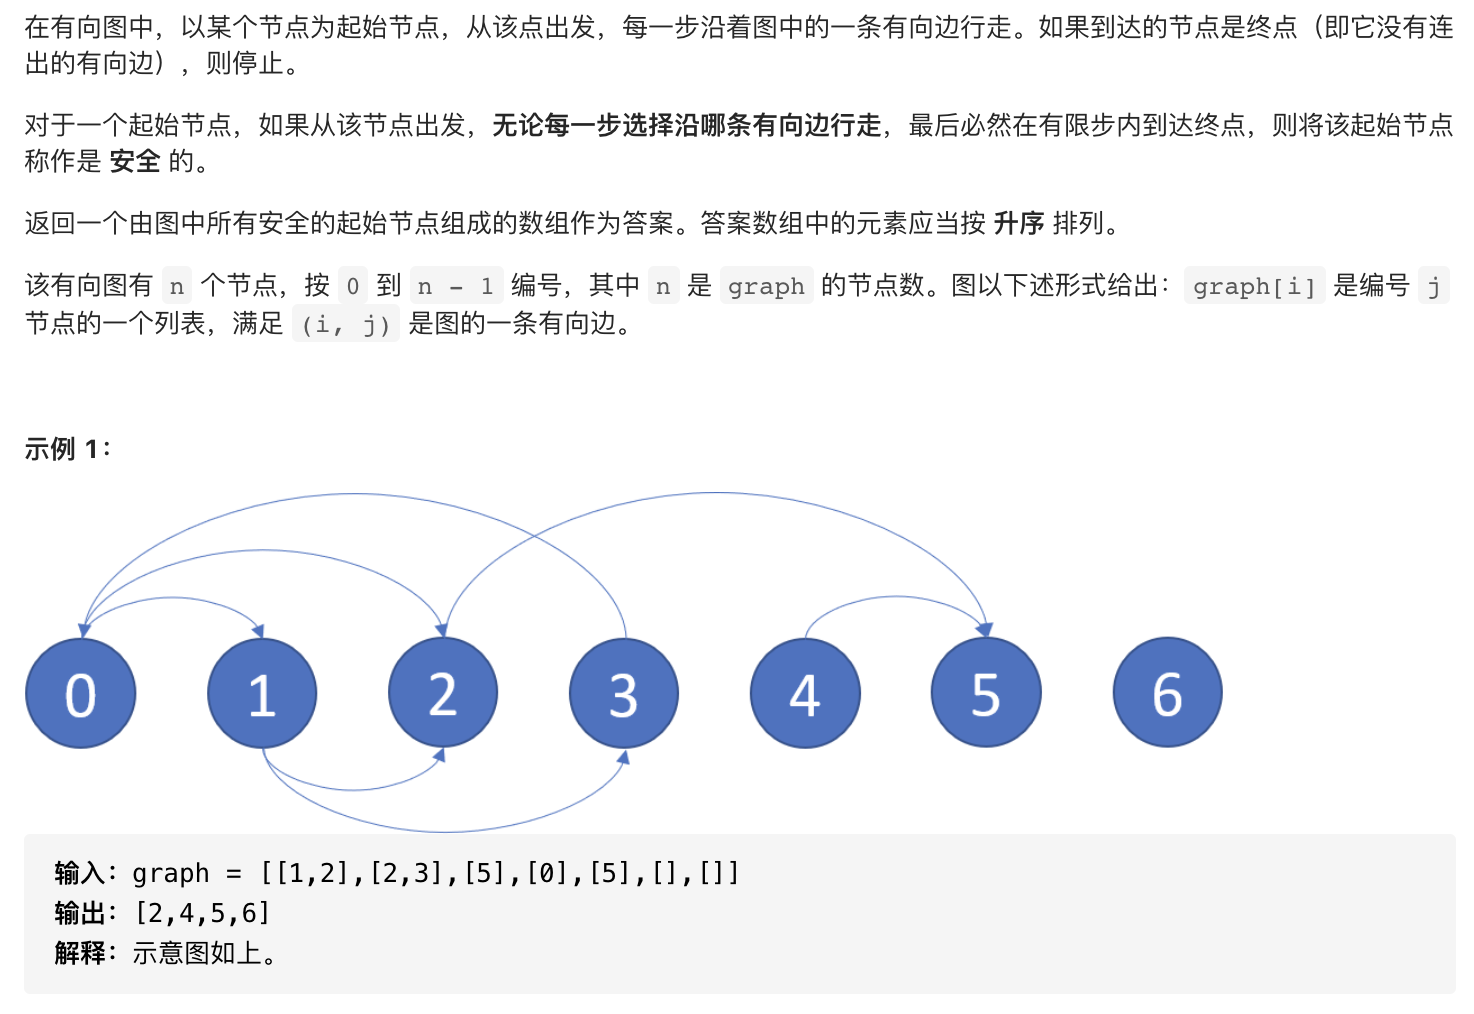 在有向图中，以某个节点为起始节点，从该点出发，每一步沿着图中的一条有向边行走。如果到达的节点是终点（即它没有连
出的有向边），则停止。
对于一个起始节点，如果从该节点出发，无论每一步选择沿哪条有向边行走，最后必然在有限步内到达终点，则将该起始节点
称作是 安全 的。
返回一个由图中所有安全的起始节点组成的数组作为答案。答案数组中的元素应当按 升序 排列。
该有向图有 n 个节点，按 0 到 n - 1 编号，其中 n 是 graph 的节点数。图以下述形式给出：graph[i] 是编号 j
节点的一个列表，满足 (i, j) 是图的一条有向边。
示例 1：
0 1 2 3 4 5 6
输入：graph = [[1,2],[2,3],[5],[0],[5],[],[]]
输出：[2,4,5,6]
解释：示意图如上。